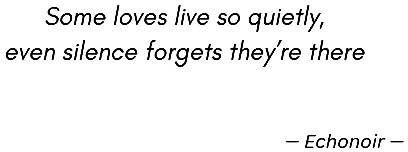 Some loves live so quietly,
even silence forgets they’re there
— Echonoir —